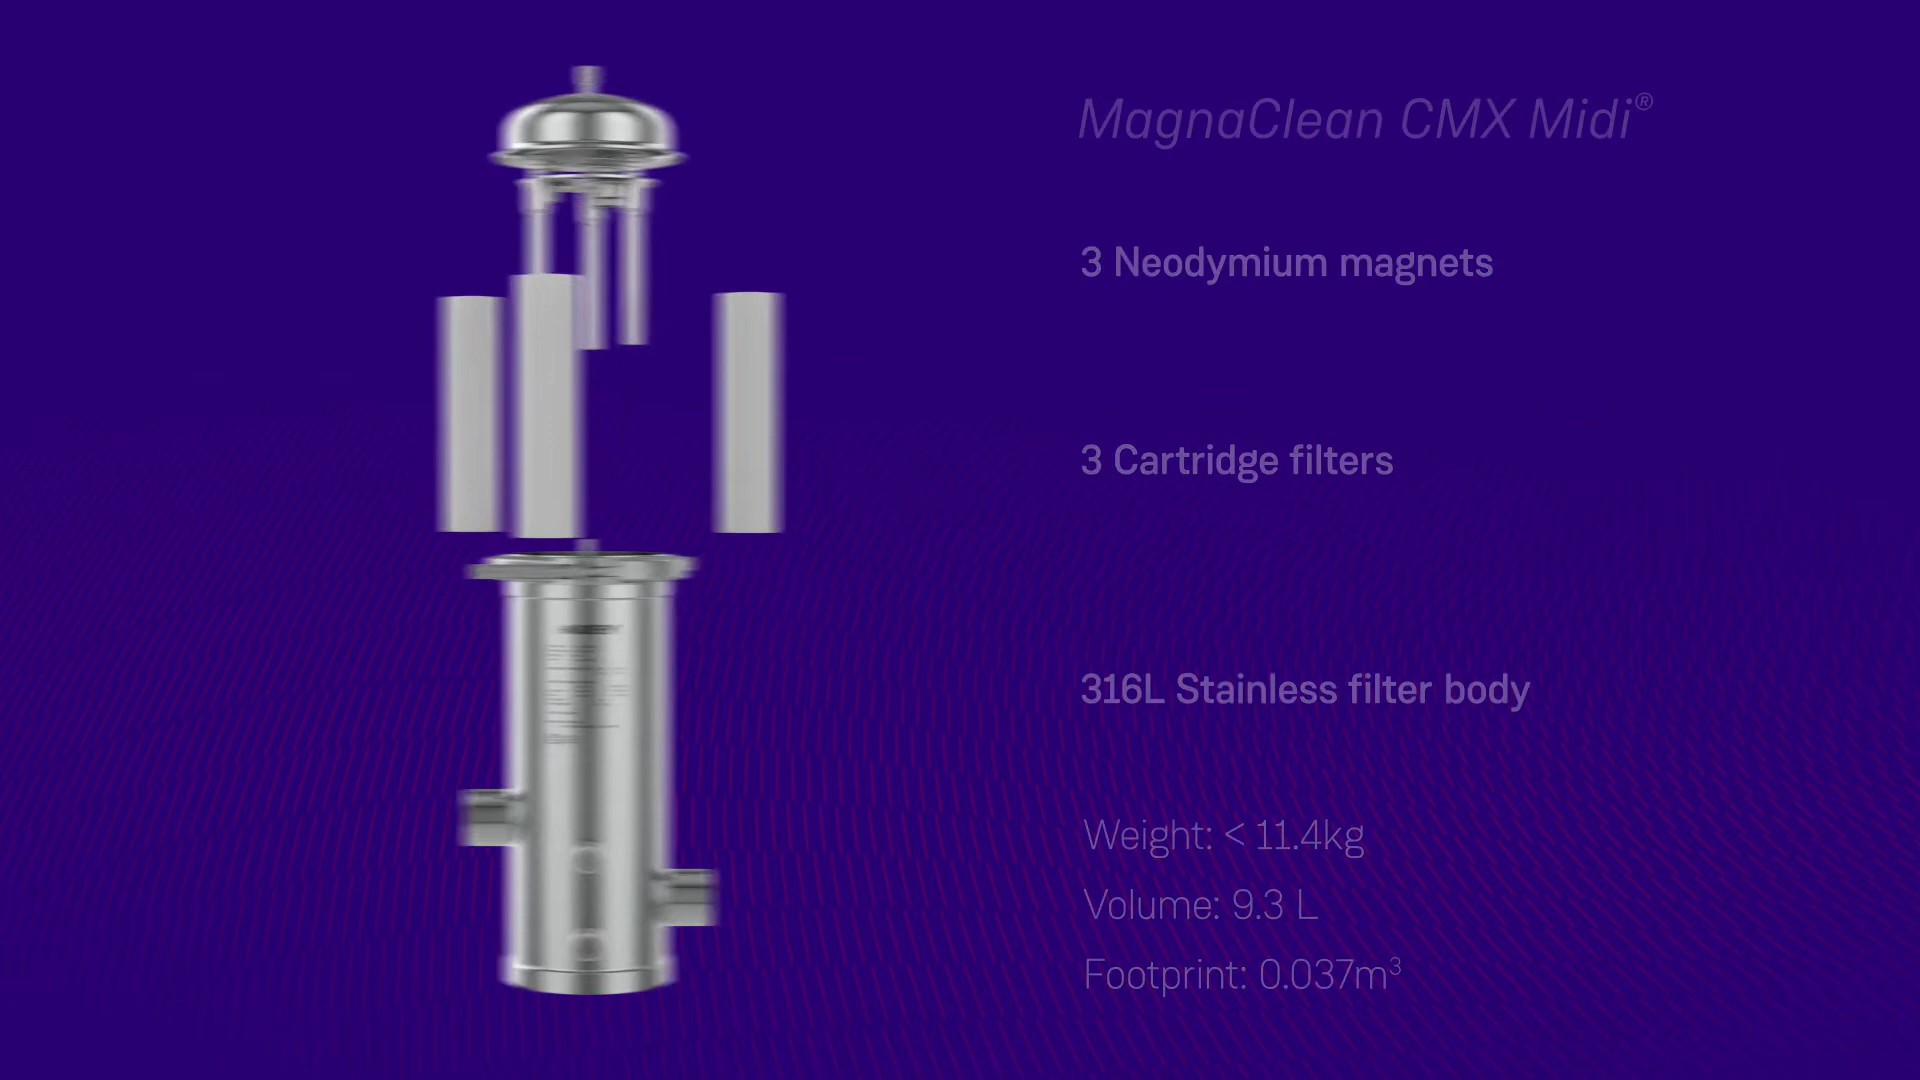 MagnaClean CMX Midi®
3 Neodymium magnets
3 Cartridge filters
316L Stainless filter body
Weight: < 11.4kg
Volume: 9.3 L
Footprint: 0.037m³